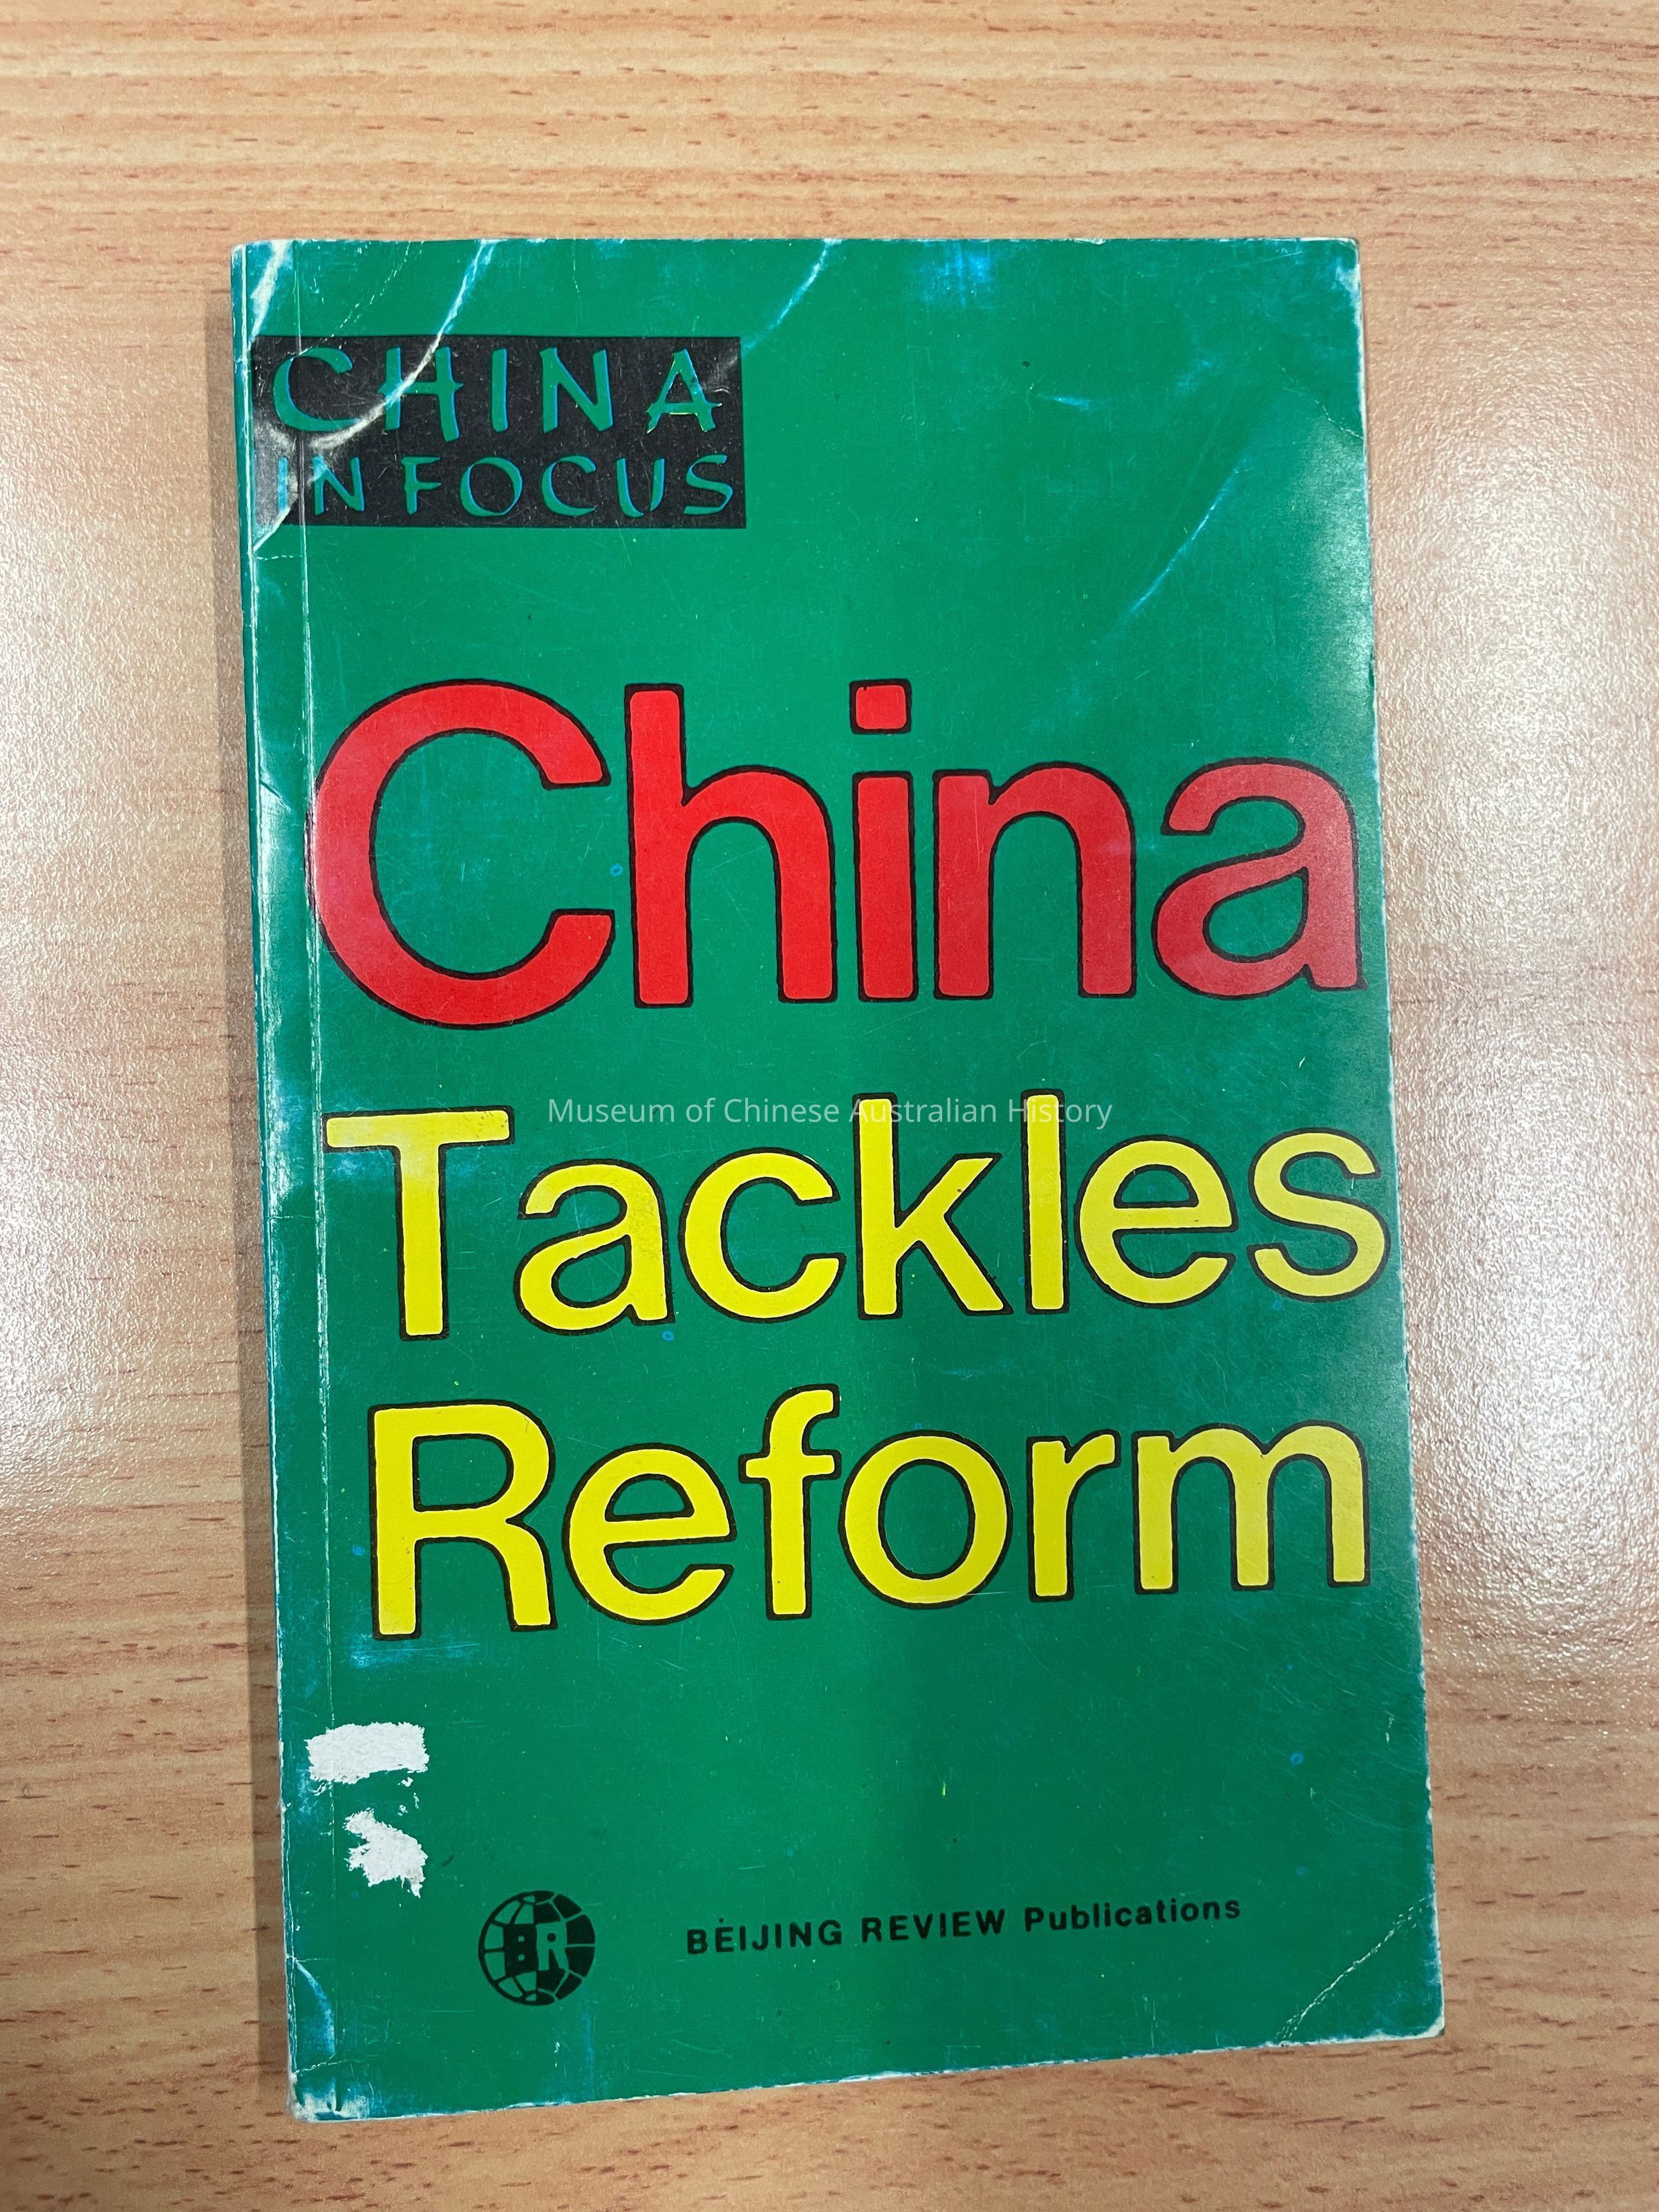 CHINA
IN FOCUS
China
Museum of Chinese Australian History
Tackles
Reform
BR
BEIJING REVIEW Publications